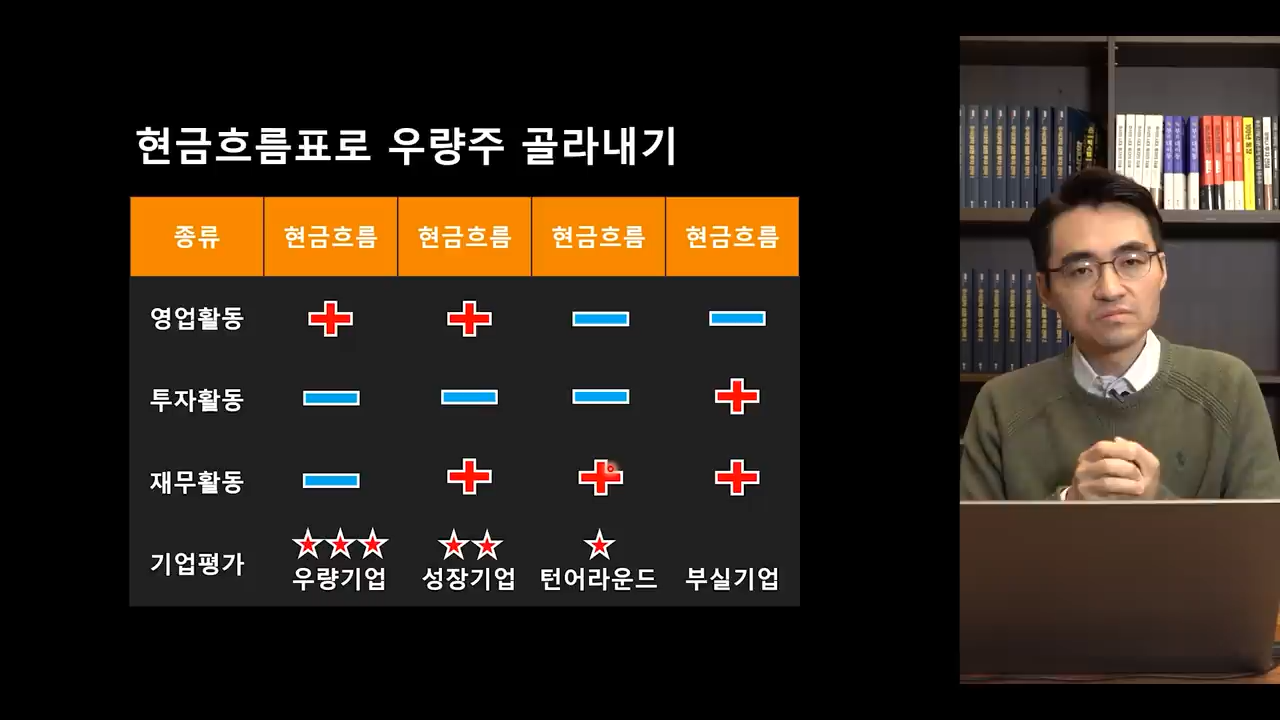 현금흐름표로 우량주 골라내기
종류 현금흐름 현금흐름 현금흐름 현금흐름
영업활동
투자활동
재무활동
기업평가
우량기업 성장기업 턴어라운드 부실기업